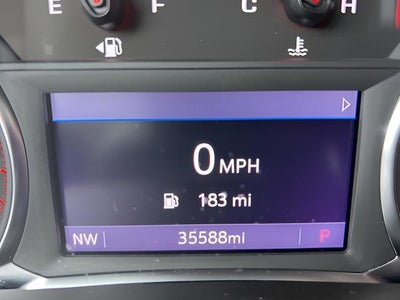 E F C H
0 MPH
183 mi
NW 35588mi P